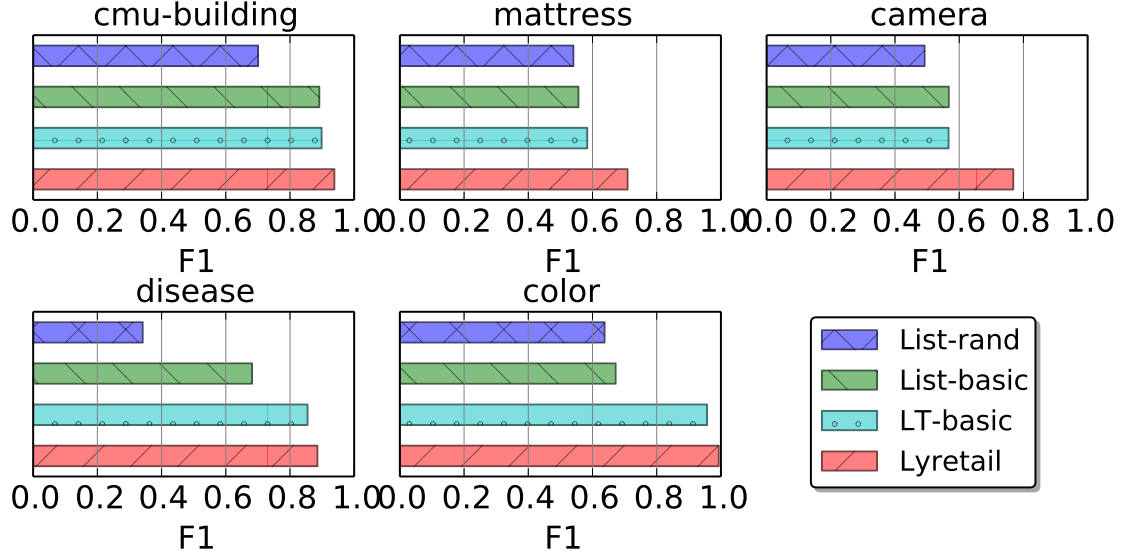 cmu-building mattress camera
0.0 0.2 0.4 0.6 0.8 1.0 0.0 0.2 0.4 0.6 0.8 1.0 0.0 0.2 0.4 0.6 0.8 1.0
F1 F1 F1
disease color
0.0 0.2 0.4 0.6 0.8 1.0 0.0 0.2 0.4 0.6 0.8 1.0
F1 F1
List-rand
List-basic
LT-basic
Lyretail